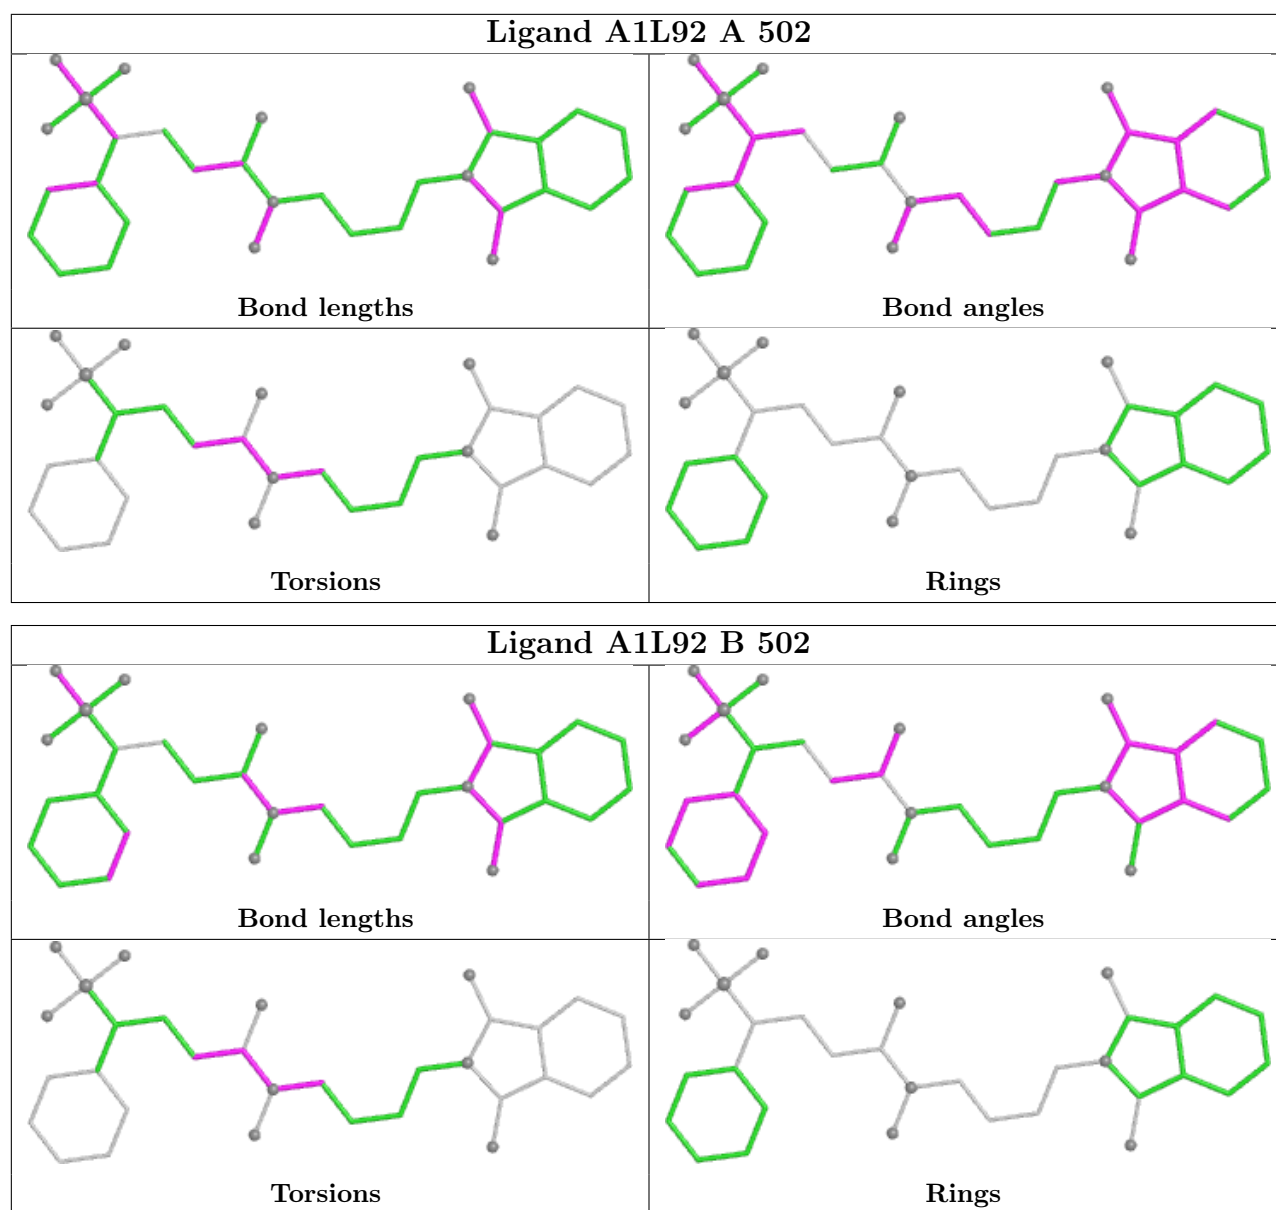 Ligand A1L92 A 502
Bond lengths
Bond angles
Torsions
Rings
Ligand A1L92 B 502
Bond lengths
Bond angles
Torsions
Rings